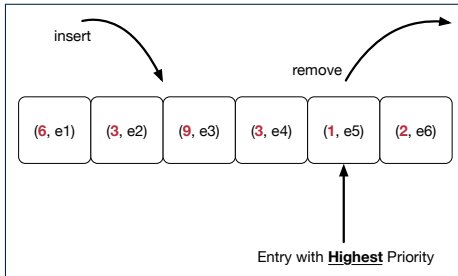 insert
remove
(6, e1) (3, e2) (9, e3) (3, e4) (1, e5) (2, e6)
Entry with Highest Priority